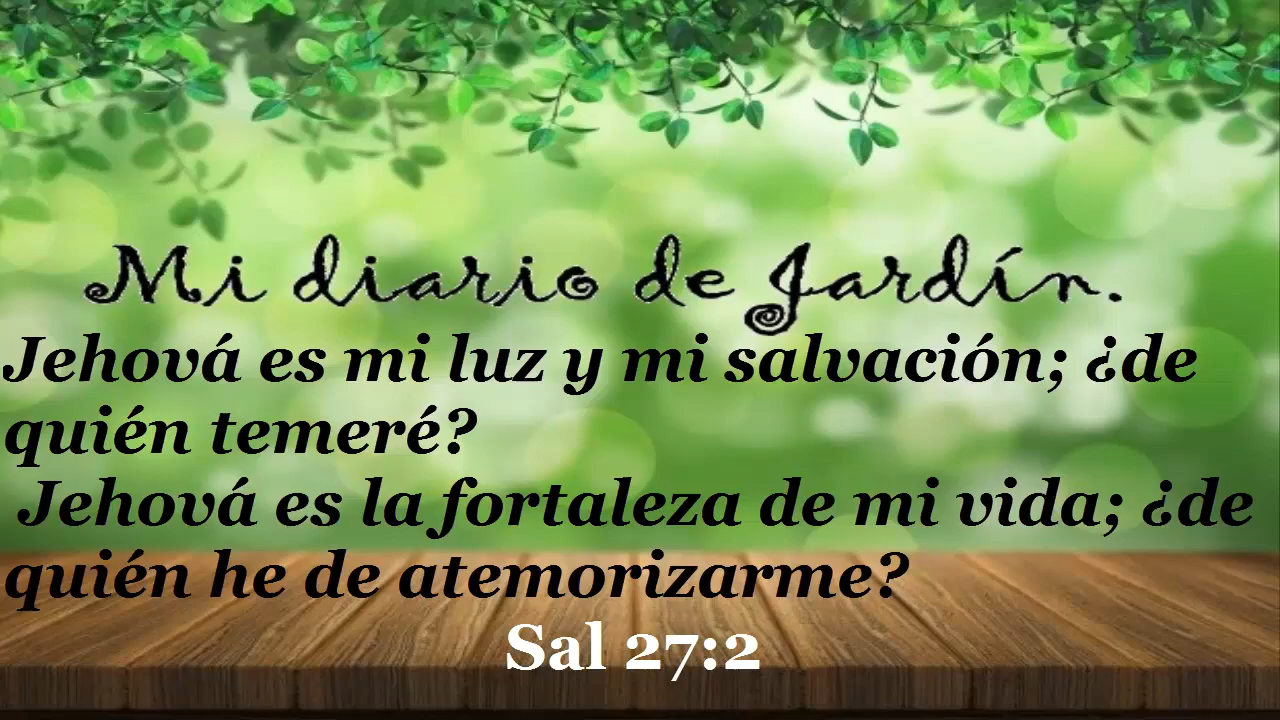 Mi diario de Jardín.
Jehová es mi luz y mi salvación; ¿de
quién temeré?
Jehová es la fortaleza de mi vida; ¿de
quién he de atemorizarme?
Sal 27:2